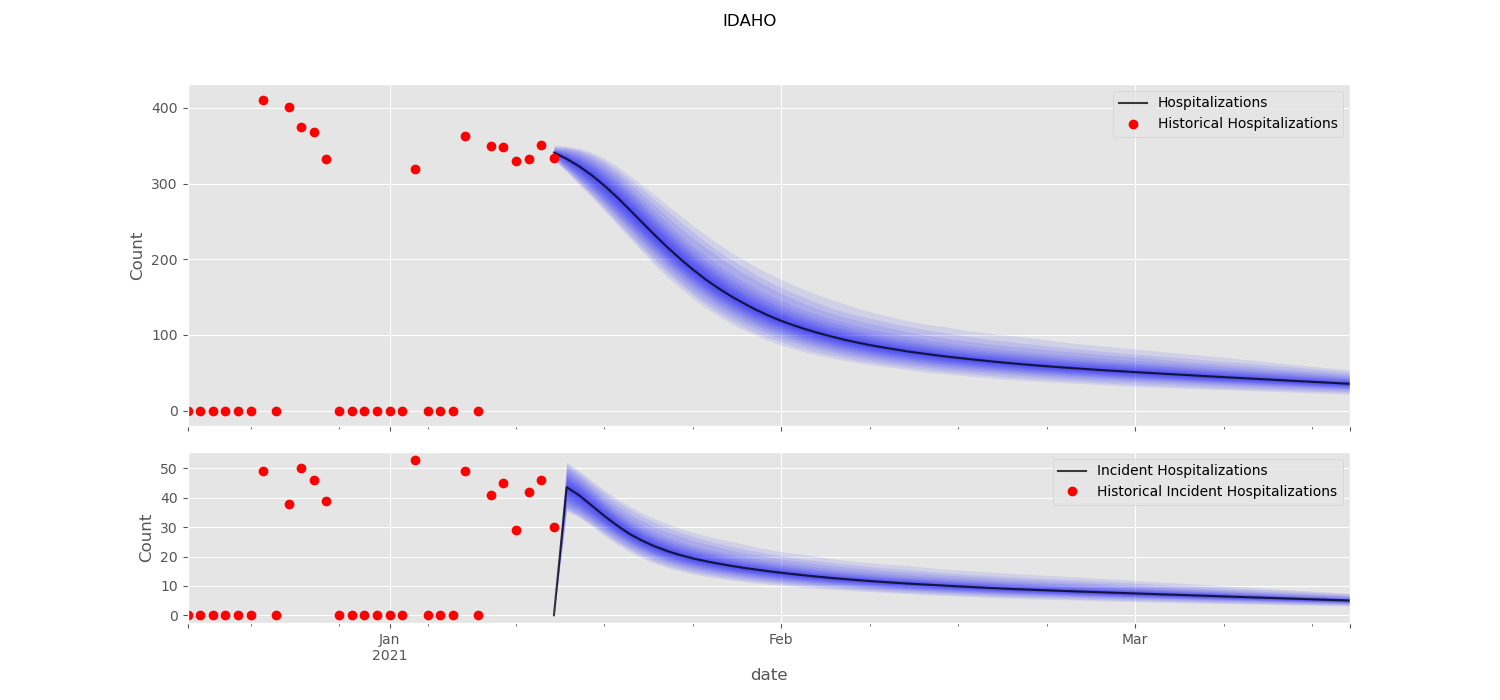 IDAHO
Hospitalizations
Historical Hospitalizations
400
300
200
100
0
Count
Incident Hospitalizations
Historical Incident Hospitalizations
50
40
30
20
10
0
Count
Jan
2021
Feb
Mar
date